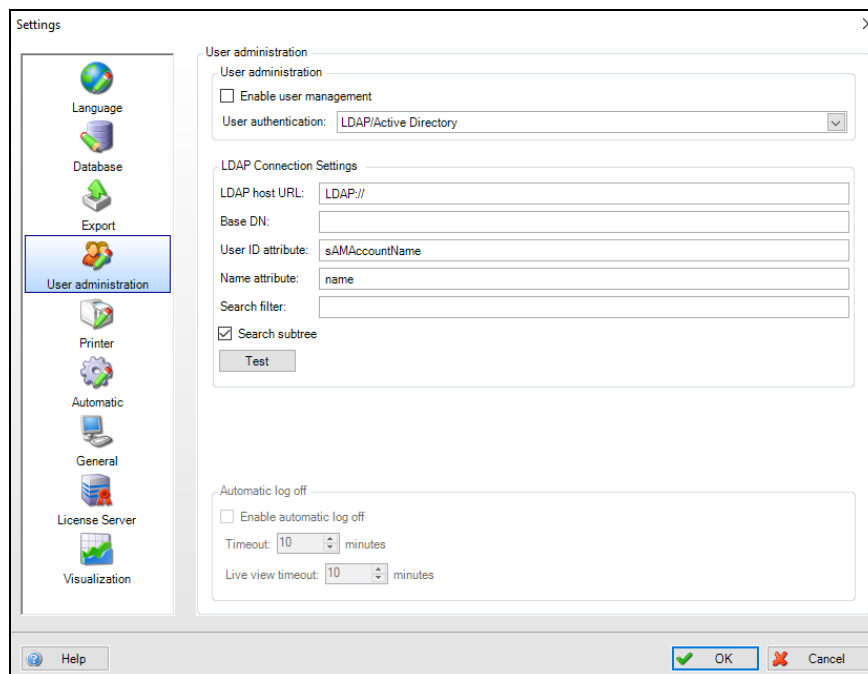 Settings
Language
Database
Export
User administration
Printer
Automatic
General
License Server
Visualization
User administration
User administration
Enable user management
User authentication: LDAP/Active Directory
LDAP Connection Settings
LDAP host URL: LDAP://
Base DN:
User ID attribute: sAMAccountName
Name attribute: name
Search filter:
Search subtree
Test
Automatic log off
Enable automatic log off
Timeout: 10 minutes
Live view timeout: 10 minutes
Help
OK
Cancel